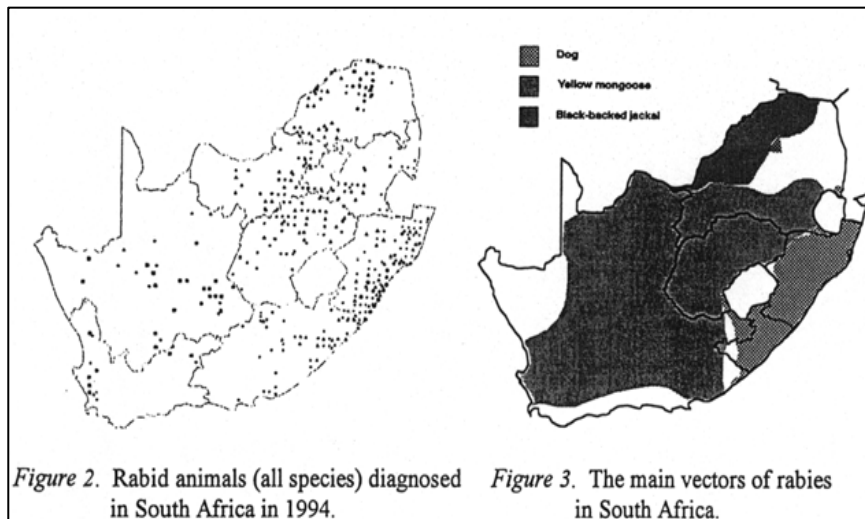 Dog
Yellow mongoose
Black-backed jackal
Figure 2. Rabid animals (all species) diagnosed
in South Africa in 1994.
Figure 3. The main vectors of rabies
in South Africa.